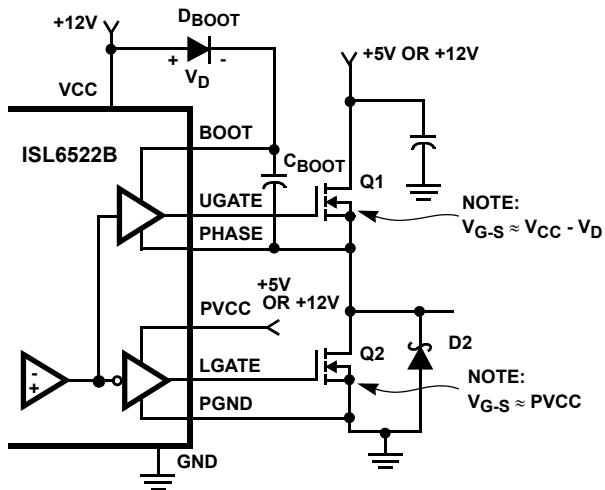 +12V
D_BOOT
+ V_D -
VCC
+5V OR +12V
BOOT
ISL6522B
C_BOOT
Q1
UGATE
NOTE:
V_G-S ≈ V_CC - V_D
PHASE
+5V
OR +12V
PVCC
D2
Q2
LGATE
NOTE:
V_G-S ≈ PVCC
- 
+
PGND
GND